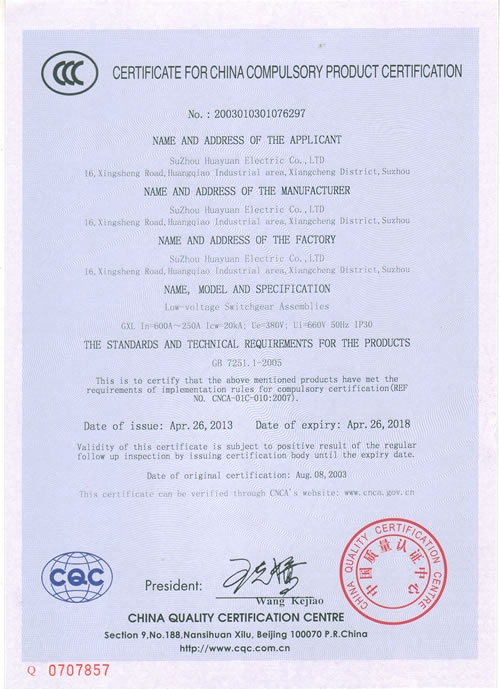 CCC
CERTIFICATE FOR CHINA COMPULSORY PRODUCT CERTIFICATION
No.: 2003010301076297
NAME AND ADDRESS OF THE APPLICANT
SuZhou Huayuan Electric Co.,LTD
16, Xingsheng Road, Huangqiao Industrial area, Xiangcheng District, Suzhou
NAME AND ADDRESS OF THE MANUFACTURER
SuZhou Huayuan Electric Co.,LTD
16, Xingsheng Road, Huangqiao Industrial area, Xiangcheng District, Suzhou
NAME AND ADDRESS OF THE FACTORY
SuZhou Huayuan Electric Co.,LTD
16, Xingsheng Road, Huangqiao Industrial area, Xiangcheng District, Suzhou
NAME, MODEL AND SPECIFICATION
Low-voltage Switchgear Assemblies
GXL In=600A～250A Icw=20kA; Ue=380V; Ui=660V 50Hz IP30
THE STANDARDS AND TECHNICAL REQUIREMENTS FOR THE PRODUCTS
GB 7251.1-2005
This is to certify that the above mentioned products have met the
requirements of implementation rules for compulsory certification(REF
NO. CNCA-01C-010:2007).
Date of issue: Apr. 26, 2013 Date of expiry: Apr. 26, 2018
Validity of this certificate is subject to positive result of the regular
follow up inspection by issuing certification body until the expiry date.
Date of original certification: Aug. 08, 2003
This certificate can be verified through CNCA's website: www.cnca.gov.cn
CHINA QUALITY CERTIFICATION CENTRE
中国质量认证中心
CQC
President:
Wang Kejiao
CHINA QUALITY CERTIFICATION CENTRE
Section 9, No.188, Nansihuan Xilu, Beijing 100070 P.R.China
http://www.cqc.com.cn
Q 0707857